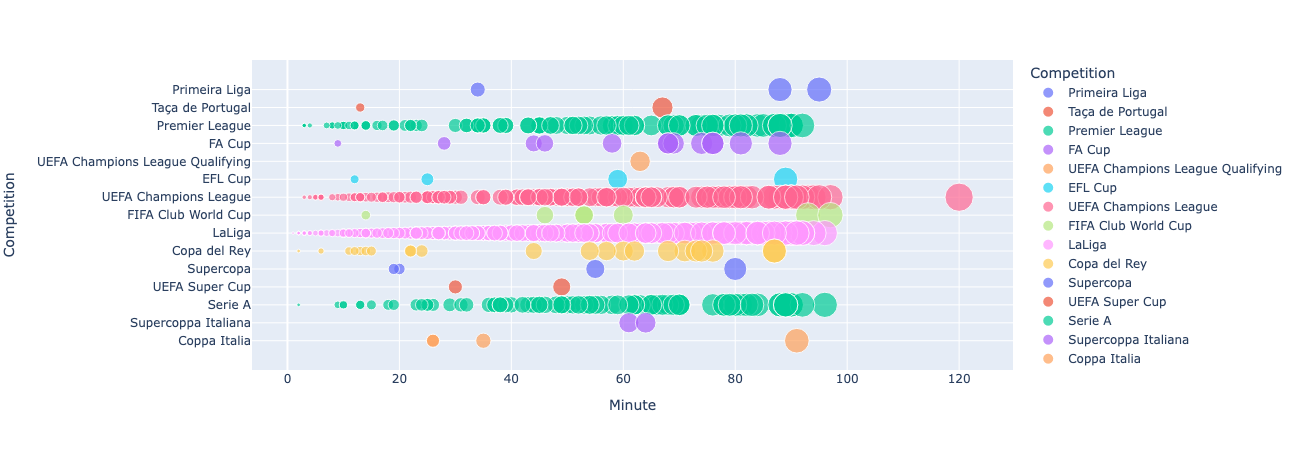 Competition
Primeira Liga
Taça de Portugal
Premier League
FA Cup
UEFA Champions League Qualifying
EFL Cup
UEFA Champions League
FIFA Club World Cup
LaLiga
Copa del Rey
Supercopa
UEFA Super Cup
Serie A
Supercoppa Italiana
Coppa Italia
0 20 40 60 80 100 120
Minute
Competition
Primeira Liga
Taça de Portugal
Premier League
FA Cup
UEFA Champions League Qualifying
EFL Cup
UEFA Champions League
FIFA Club World Cup
LaLiga
Copa del Rey
Supercopa
UEFA Super Cup
Serie A
Supercoppa Italiana
Coppa Italia